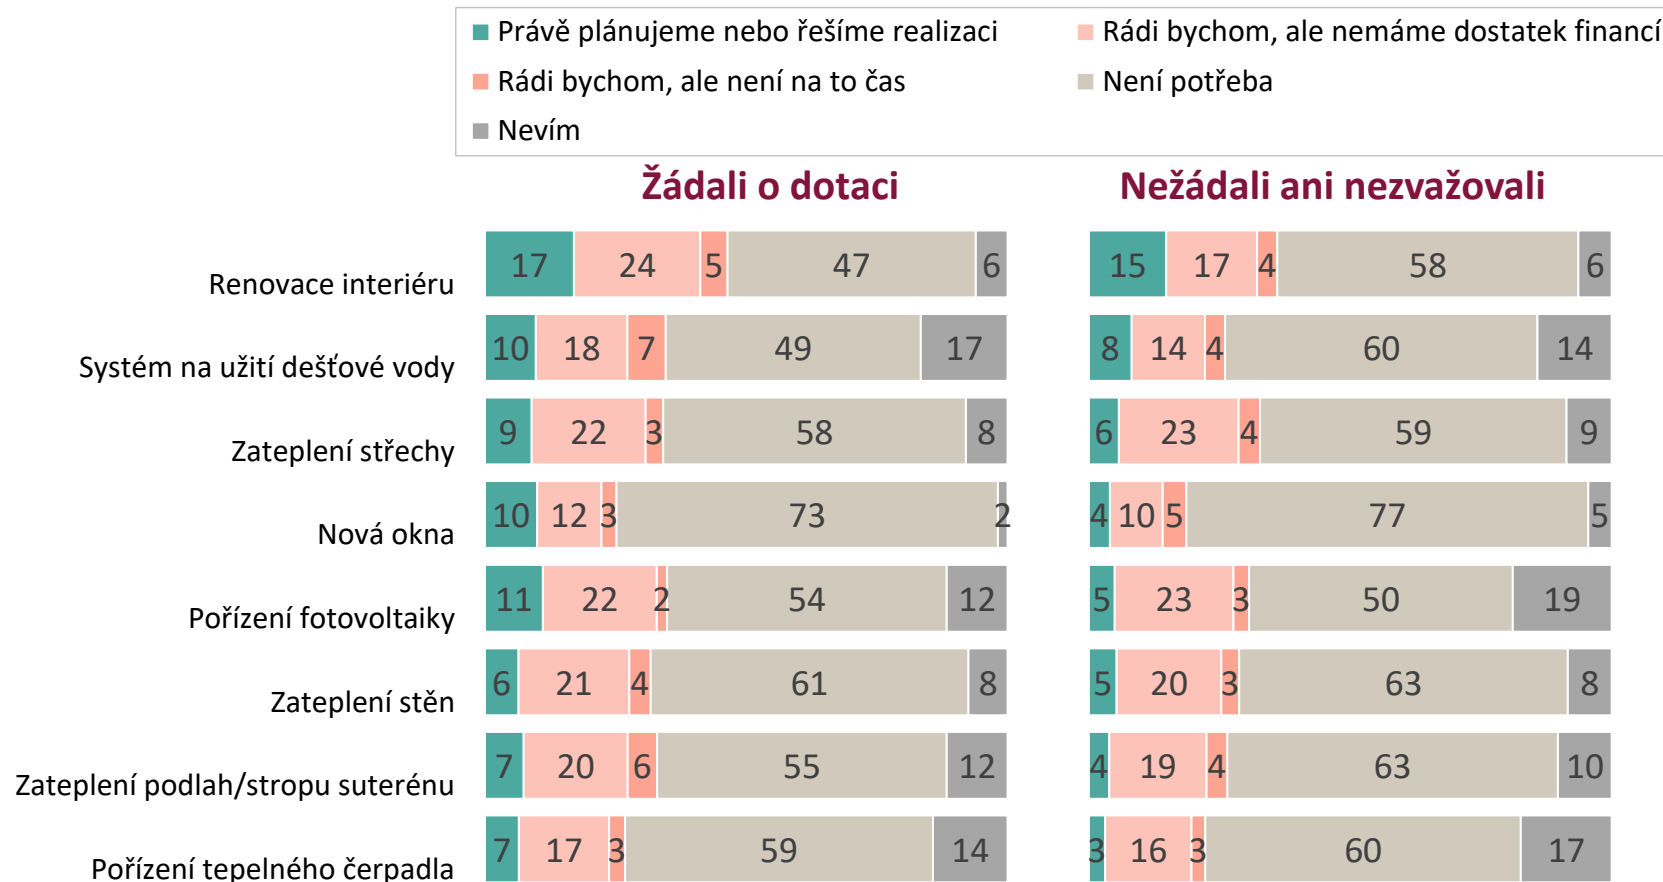 Právě plánujeme nebo řešíme realizaci Rádi bychom, ale nemáme dostatek financí
Rádi bychom, ale není na to čas Není potřeba
Nevím
Žádali o dotaci Nežádali ani nezvažovali
Renovace interiéru 17 24 5 47 6 15 17 4 58 6
Systém na užití dešťové vody 10 18 7 49 17 8 14 4 60 14
Zateplení střechy 9 22 3 58 8 6 23 4 59 9
Nová okna 10 12 3 73 2 4 10 5 77 5
Pořízení fotovoltaiky 11 22 2 54 12 5 23 3 50 19
Zateplení stěn 6 21 4 61 8 5 20 3 63 8
Zateplení podlah/stropu suterénu 7 20 6 55 12 4 19 4 63 10
Pořízení tepelného čerpadla 7 17 3 59 14 3 16 3 60 17